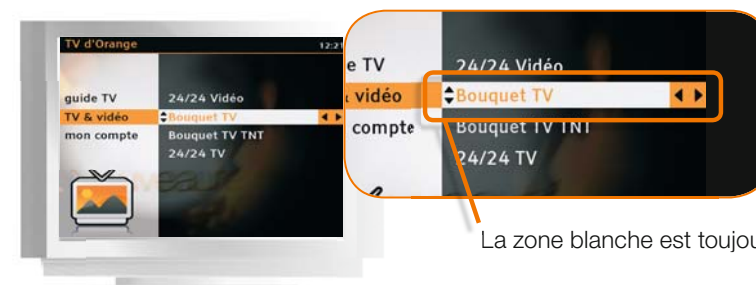 TV d'Orange 12:21
guide TV
TV & vidéo
mon compte
24/24 Vidéo
Bouquet TV
Bouquet TV TNT
24/24 TV
e TV
vidéo
compte
24/24 Vidéo
Bouquet TV
Bouquet TV TNT
24/24 TV
La zone blanche est toujou